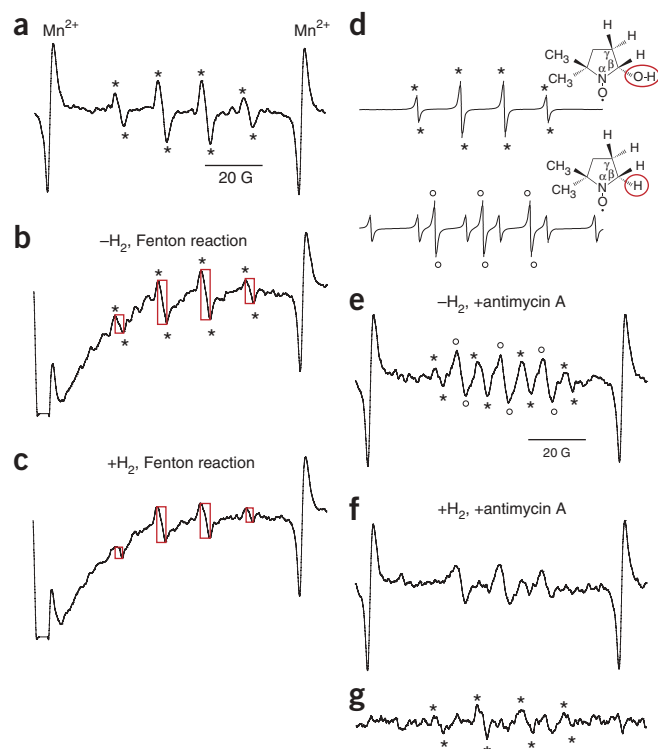 a
Mn2+
Mn2+
* * * *
* * * *
20 G
b
–H2, Fenton reaction
* * * *
* * * *
c
+H2, Fenton reaction
d
* * * *
* * * *
H
H
H
γ
β
α
CH3
CH3
N
O
•
O-H
○ ○ ○
○ ○ ○
H
H
H
γ
β
α
CH3
CH3
N
O
•
H
e
–H2, +antimycin A
* ○ * ○ * ○ *
* ○ * ○ * ○ *
20 G
f
+H2, +antimycin A
g
* * * *
* * * *